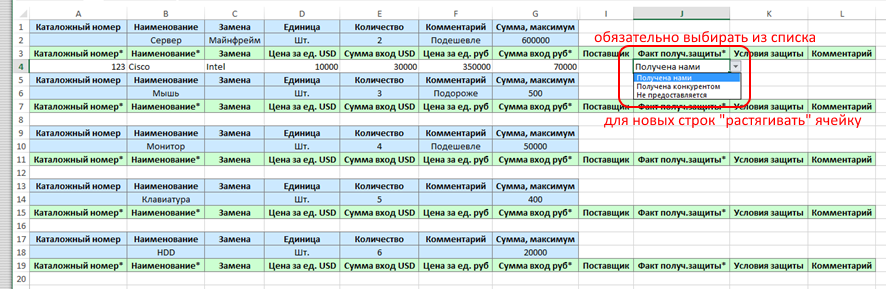 A B C D E F G H I J K L
1 Каталожный номер Наименование Замена Единица Количество Комментарий Сумма, максимум
обязательно выбирать из списка
2 Сервер Майнфрейм Шт. 2 Подешевле 600000
3 Каталожный номер* Наименование* Замена Цена за ед. USD Сумма вход USD Цена за ед. руб Сумма вход руб* Поставщик Факт получ.защиты* Условия защиты Комментарий
4 123 Cisco Intel 10000 30000 350000 70000 Получена нами
5 Каталожный номер Наименование Замена Единица Количество Комментарий Сумма, максимум
Получена нами
6 Мышь Шт. 3 Подороже 500
Получена конкурентом
Не предоставляется
7 Каталожный номер* Наименование* Замена Цена за ед. USD Сумма вход USD Цена за ед. руб Сумма вход руб* Поставщик Факт получ.защиты* Условия защиты Комментарий
8
для новых строк "растягивать" ячейку
9 Каталожный номер Наименование Замена Единица Количество Комментарий Сумма, максимум
10 Монитор Шт. 4 Подешевле 50000
11 Каталожный номер* Наименование* Замена Цена за ед. USD Сумма вход USD Цена за ед. руб Сумма вход руб* Поставщик Факт получ.защиты* Условия защиты Комментарий
12
13 Каталожный номер Наименование Замена Единица Количество Комментарий Сумма, максимум
14 Клавиатура Шт. 5 400
15 Каталожный номер* Наименование* Замена Цена за ед. USD Сумма вход USD Цена за ед. руб Сумма вход руб* Поставщик Факт получ.защиты* Условия защиты Комментарий
16
17 Каталожный номер Наименование Замена Единица Количество Комментарий Сумма, максимум
18 HDD Шт. 6 20000
19 Каталожный номер* Наименование* Замена Цена за ед. USD Сумма вход USD Цена за ед. руб Сумма вход руб* Поставщик Факт получ.защиты* Условия защиты Комментарий
20